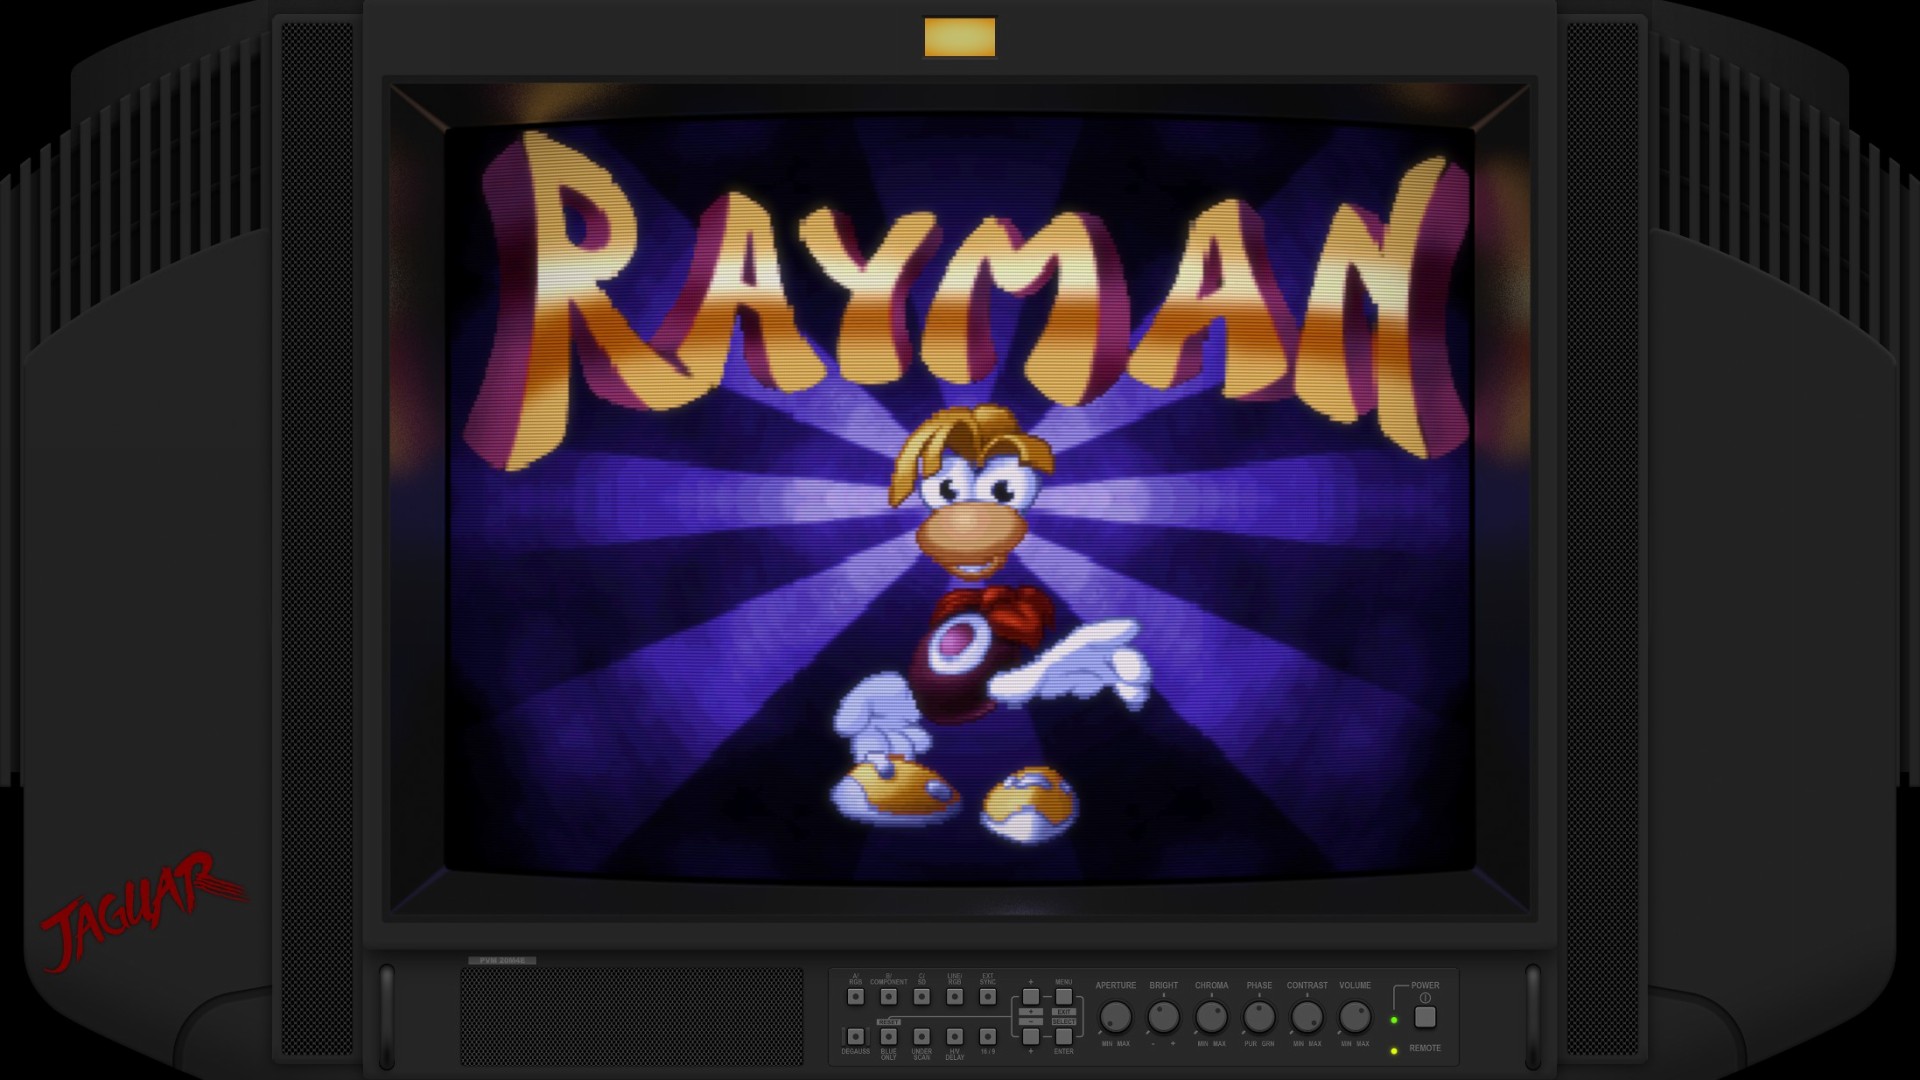 RAYMAN
JAGUAR
PVM 20M4E
A/ RGB
B/ COMPONENT
C/ SDI
LINE/ RGB
EXT SYNC
+
MENU
APERTURE
BRIGHT
CHROMA
PHASE
CONTRAST
VOLUME
POWER
+
EXIT
RESET
-
SELECT
MIN MAX
- +
MIN MAX
PUR GRN
MIN MAX
MIN MAX
REMOTE
DEGAUSS
BLUE ONLY
UNDER SCAN
H/V DELAY
16/9
+
ENTER